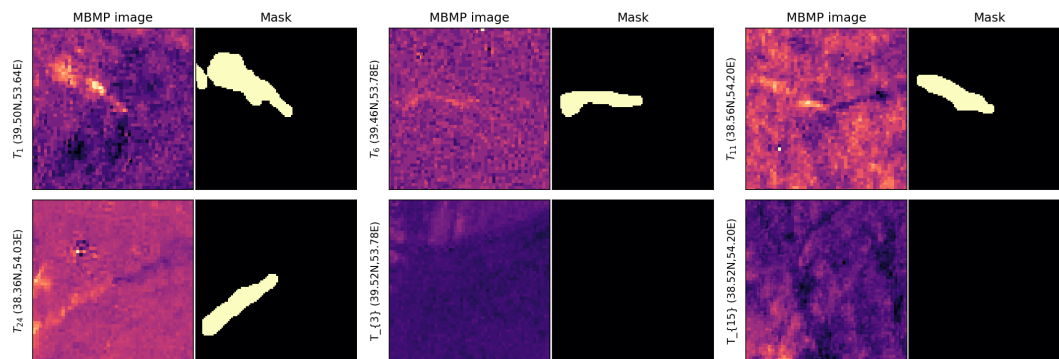 MBMP image
Mask
MBMP image
Mask
MBMP image
Mask
T₁ (39.50N,53.64E)
T₆ (39.46N,53.78E)
T₁₁ (38.56N,54.20E)
T₂₄ (38.36N,54.03E)
T_{3} (39.52N,53.78E)
T_{15} (38.52N,54.20E)